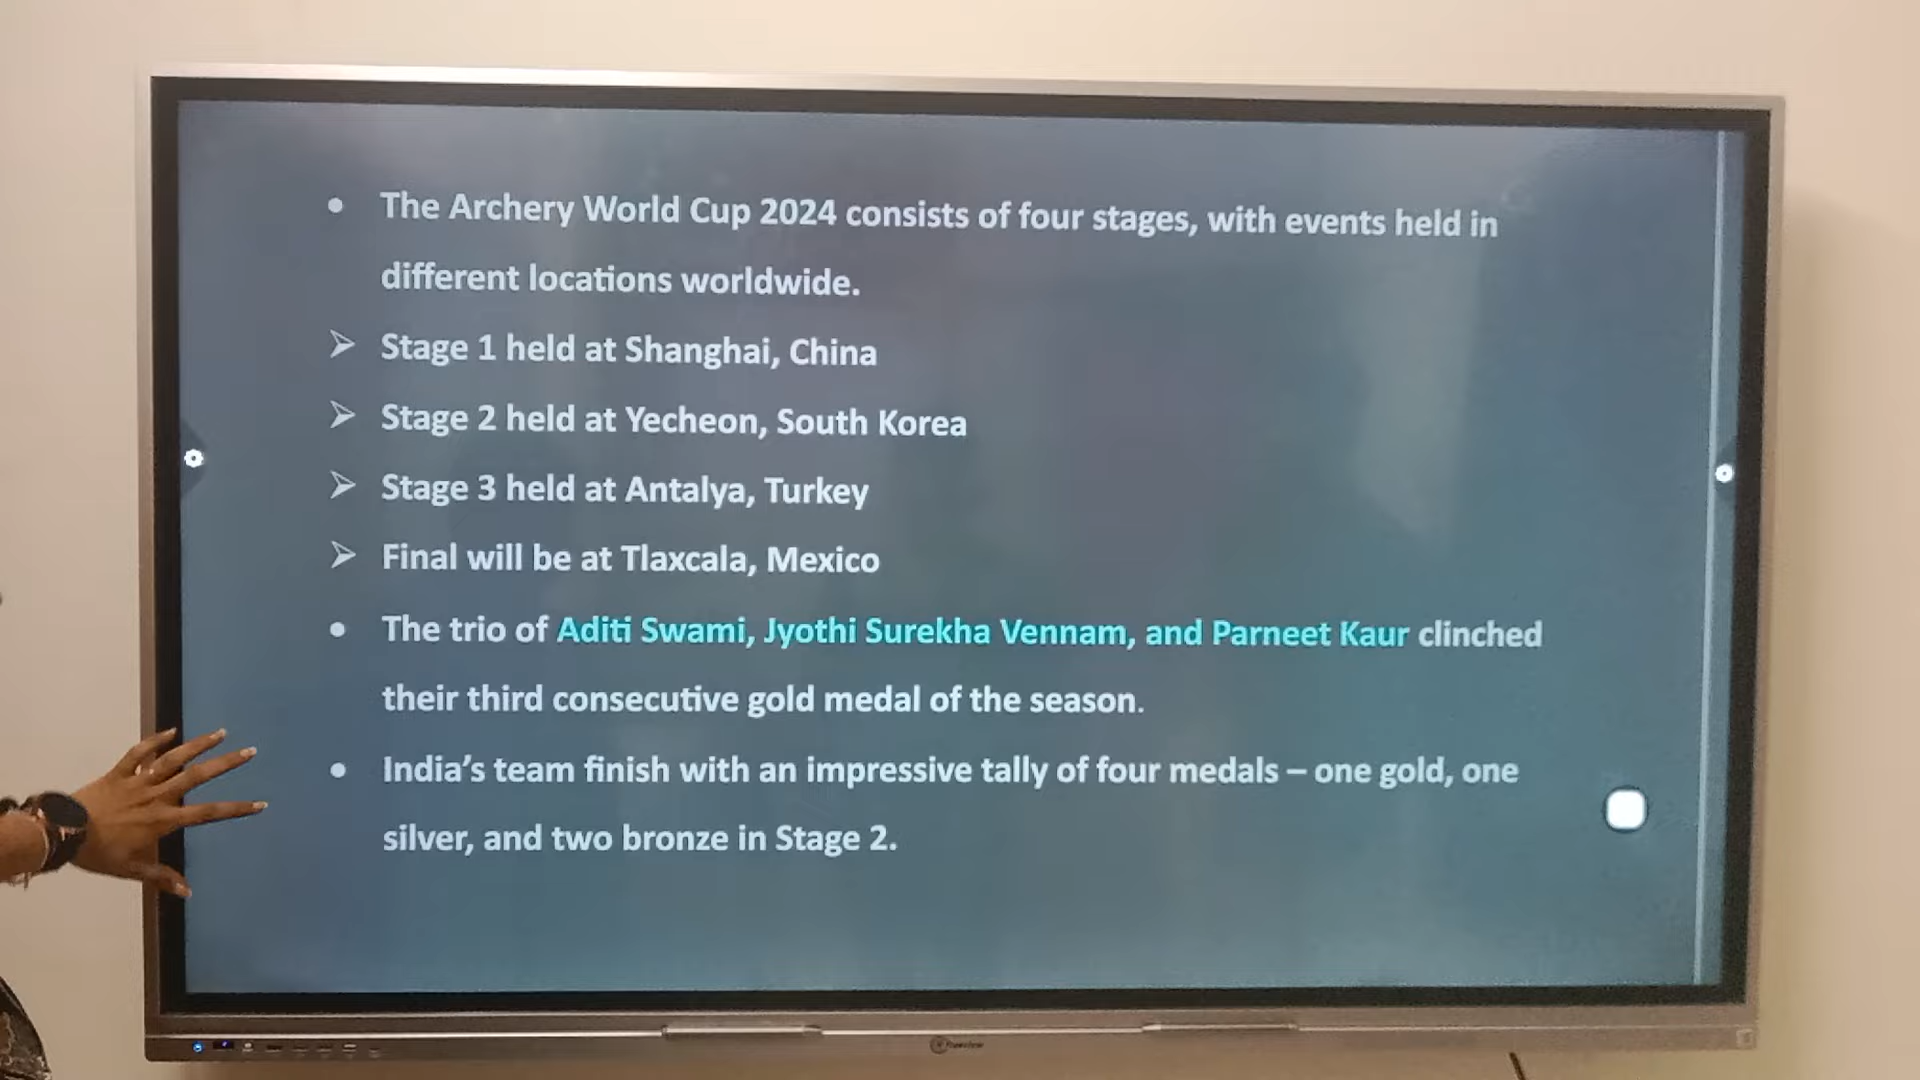 • The Archery World Cup 2024 consists of four stages, with events held in
different locations worldwide.
➢ Stage 1 held at Shanghai, China
➢ Stage 2 held at Yecheon, South Korea
➢ Stage 3 held at Antalya, Turkey
➢ Final will be at Tlaxcala, Mexico
• The trio of Aditi Swami, Jyothi Surekha Vennam, and Parneet Kaur clinched
their third consecutive gold medal of the season.
• India's team finish with an impressive tally of four medals – one gold, one
silver, and two bronze in Stage 2.